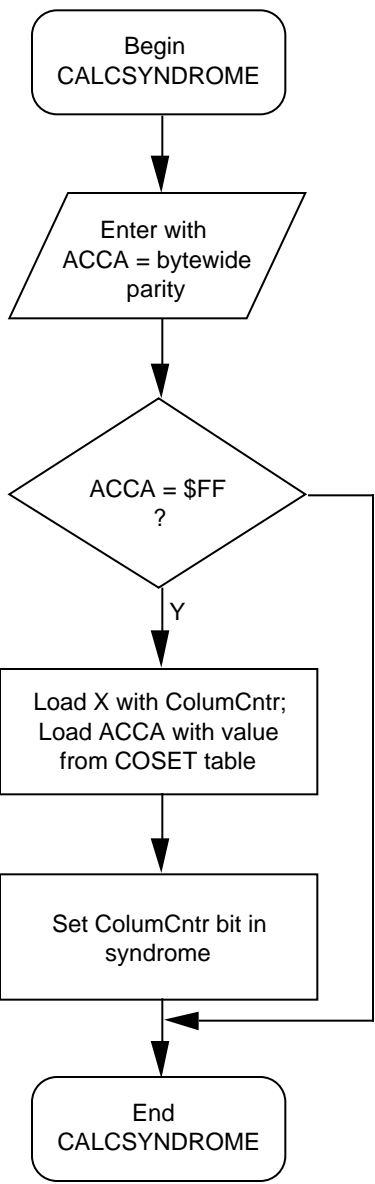 Begin
CALCSYNDROME
Enter with
ACCA = bytewide
parity
ACCA = $FF
?
Y
Load X with ColumCntr;
Load ACCA with value
from COSET table
Set ColumCntr bit in
syndrome
End
CALCSYNDROME